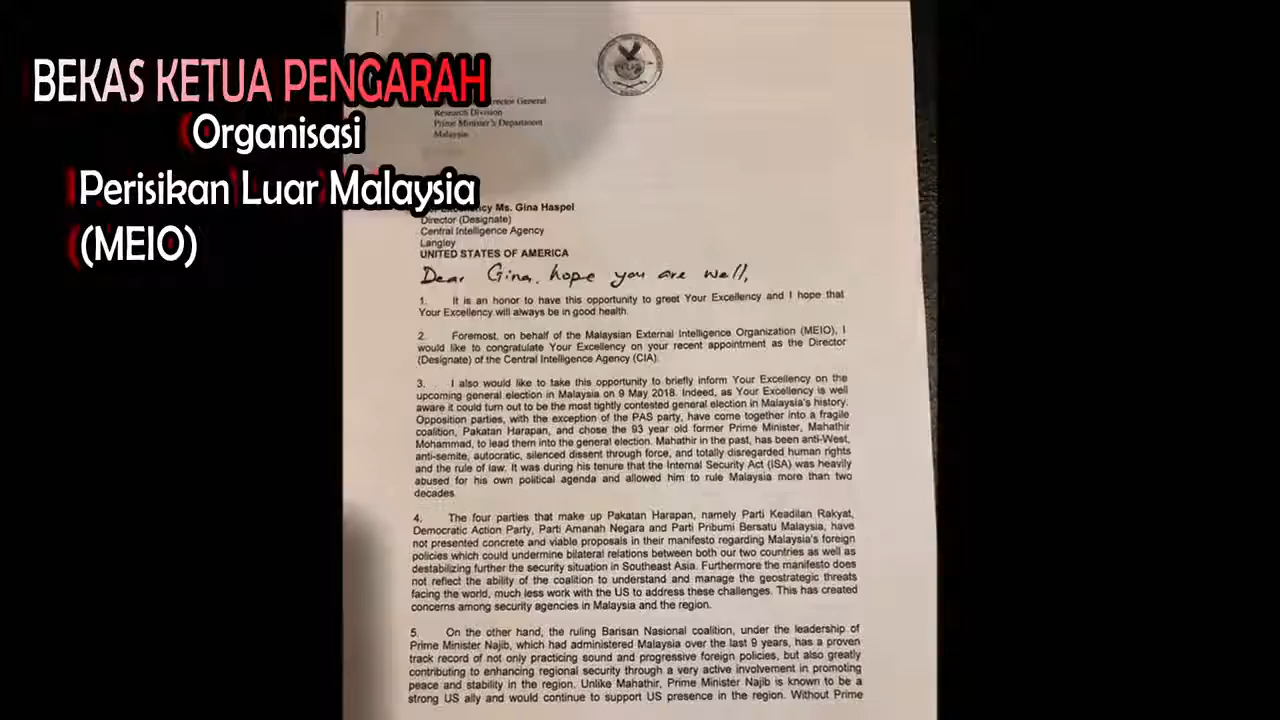 BEKAS KETUA PENGARAH
Organisasi
Perisikan Luar Malaysia
(MEIO)
General
Research Division
Prime Minister's Department
Malaysia
Ms. Gina Haspel
Director (Designate)
Central Intelligence Agency
Langley
UNITED STATES OF AMERICA
Dear Gina, hope you are well,
1. It is an honor to have this opportunity to greet Your Excellency and I hope that
Your Excellency will always be in good health.
2. Foremost, on behalf of the Malaysian External Intelligence Organization (MEIO), I
would like to congratulate Your Excellency on your recent appointment as the Director
(Designate) of the Central Intelligence Agency (CIA).
3. I also would like to take this opportunity to briefly inform Your Excellency on the
upcoming general election in Malaysia on 9 May 2018. Indeed, as Your Excellency is well
aware it could turn out to be the most tightly contested general election in Malaysia's history.
Opposition parties, with the exception of the PAS party, have come together into a fragile
coalition, Pakatan Harapan, and chose the 93 year old former Prime Minister, Mahathir
Mohammad, to lead them into the general election. Mahathir in the past, has been anti-West,
anti-semite, autocratic, silenced dissent through force, and totally disregarded human rights
and the rule of law. It was during his tenure that the Internal Security Act (ISA) was heavily
abused for his own political agenda and allowed him to rule Malaysia more than two
decades.
4. The four parties that make up Pakatan Harapan, namely Parti Keadilan Rakyat,
Democratic Action Party, Parti Amanah Negara and Parti Pribumi Bersatu Malaysia, have
not presented concrete and viable proposals in their manifesto regarding Malaysia's foreign
policies which could undermine bilateral relations between both our two countries as well as
destabilizing further the security situation in Southeast Asia. Furthermore the manifesto does
not reflect the ability of the coalition to understand and manage the geostrategic threats
facing the world, much less work with the US to address these challenges. This has created
concerns among security agencies in Malaysia and the region.
5. On the other hand, the ruling Barisan Nasional coalition, under the leadership of
Prime Minister Najib, which had administered Malaysia over the last 9 years, has a proven
track record of not only practicing sound and progressive foreign policies, but also greatly
contributing to enhancing regional security through a very active involvement in promoting
peace and stability in the region. Unlike Mahathir, Prime Minister Najib is known to be a
strong US ally and would continue to support US presence in the region. Without Prime